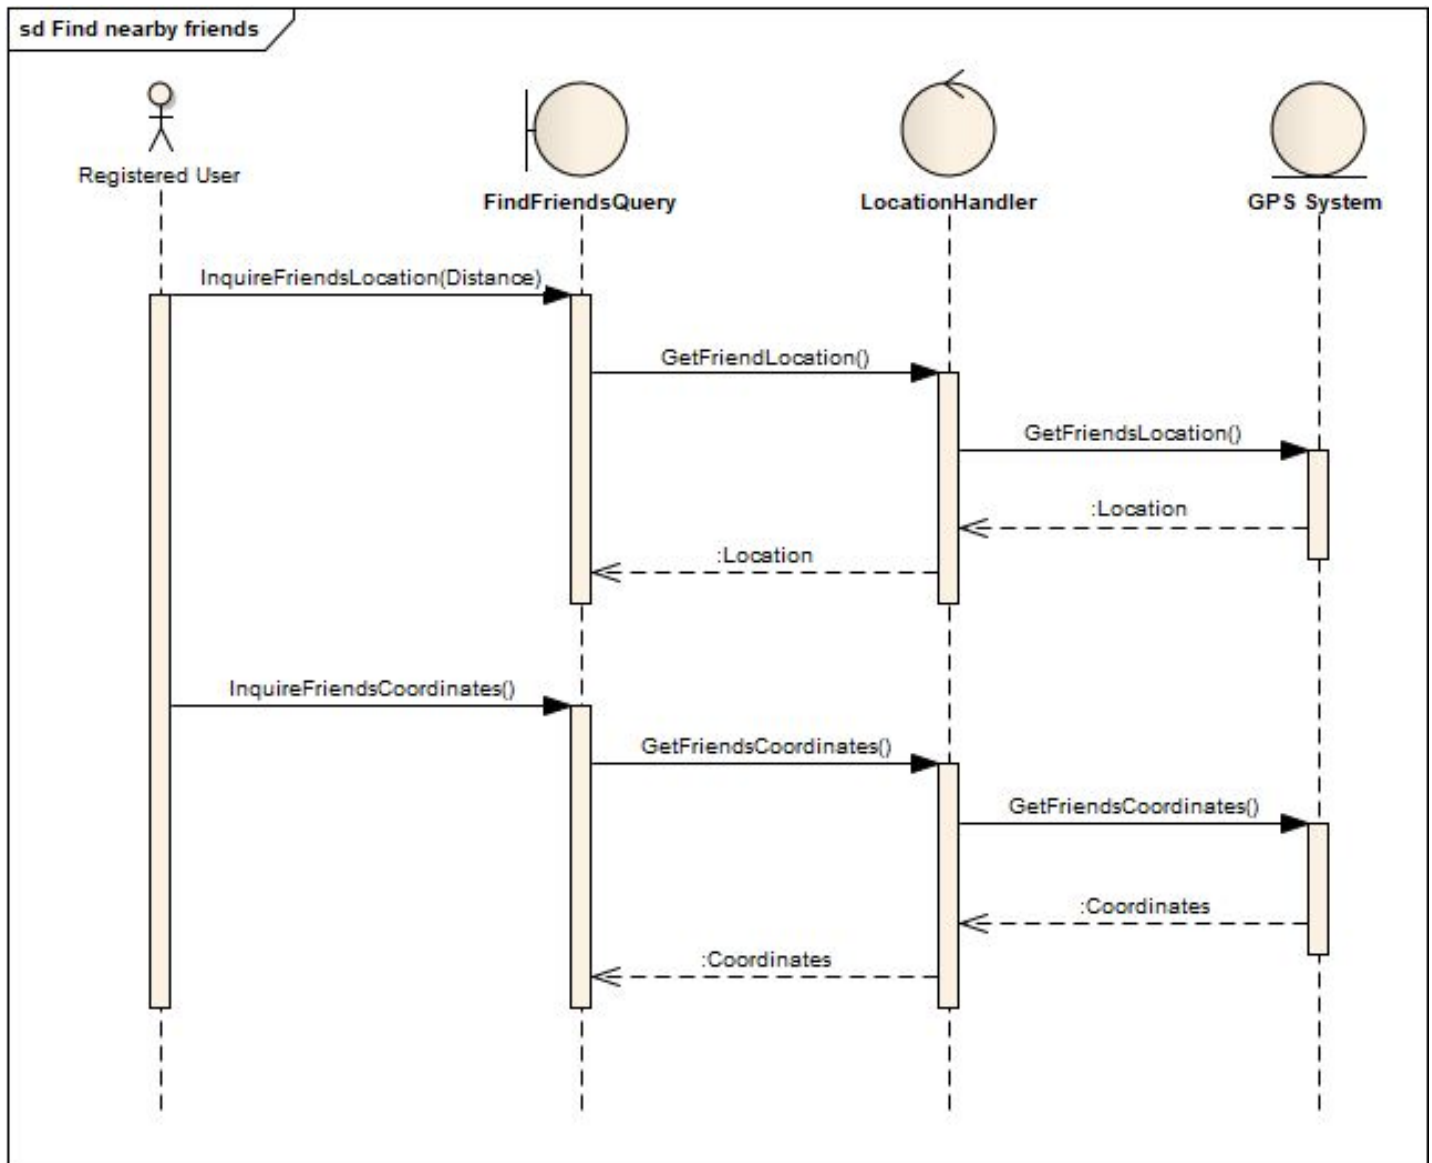 sd Find nearby friends
Registered User
FindFriendsQuery
LocationHandler
GPS System
InquireFriendsLocation(Distance)
GetFriendLocation()
GetFriendsLocation()
:Location
:Location
InquireFriendsCoordinates()
GetFriendsCoordinates()
GetFriendsCoordinates()
:Coordinates
:Coordinates